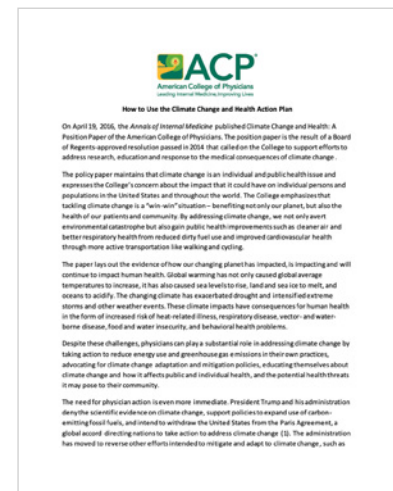 ACP®
American College of Physicians
Leading Internal Medicine, Improving Lives
How to Use the Climate Change and Health Action Plan
On April 19, 2016, the Annals of Internal Medicine published Climate Change and Health: A
Position Paper of the American College of Physicians. The position paper is the result of a Board
of Regents-approved resolution passed in 2014 that called on the College to support efforts to
address research, education and response to the medical consequences of climate change.
The policy paper maintains that climate change is an individual and public health issue and
expresses the College's concern about the impact that it could have on individual persons and
populations in the United States and throughout the world. The College emphasizes that
tackling climate change is a "win-win" situation – benefiting not only our planet, but also the
health of our patients and community. By addressing climate change, we not only avert
environmental catastrophe but also gain public health improvements such as cleaner air and
better respiratory health from reduced dirty fuel use and improved cardiovascular health
through more active transportation like walking and cycling.
The paper lays out the evidence of how our changing planet has impacted, is impacting and will
continue to impact human health. Global warming has not only caused global average
temperatures to increase, it has also caused sea levels to rise, land and sea ice to melt, and
oceans to acidify. The changing climate has exacerbated drought and intensified extreme
storms and other weather events. These climate impacts have consequences for human health
in the form of increased risk of heat-related illness, respiratory disease, vector- and water-
borne disease, food and water insecurity, and behavioral health problems.
Despite these challenges, physicians can play a substantial role in addressing climate change by
taking action to reduce energy use and greenhouse gas emissions in their own practices,
advocating for climate change adaptation and mitigation policies, educating themselves about
climate change and how it affects public and individual health, and the potential health threats
it may pose to their community.
The need for physician action is even more immediate. President Trump and his administration
deny the scientific evidence on climate change, support policies to expand use of carbon-
emitting fossil fuels, and intend to withdraw the United States from the Paris Agreement, a
global accord directing nations to take action to address climate change (1). The administration
has moved to reverse other efforts intended to mitigate and adapt to climate change, such as